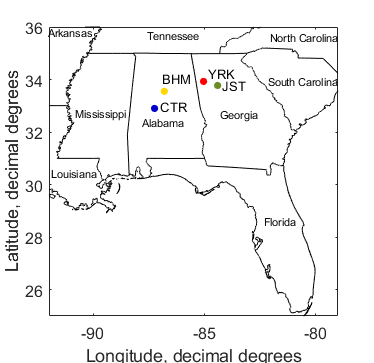 36
34
32
30
28
26
Latitude, decimal degrees
Arkansas
Tennessee
North Carolina
BHM
YRK
JST
South Carolina
CTR
Mississippi
Alabama
Georgia
Louisiana
Florida
-90
-85
-80
Longitude, decimal degrees